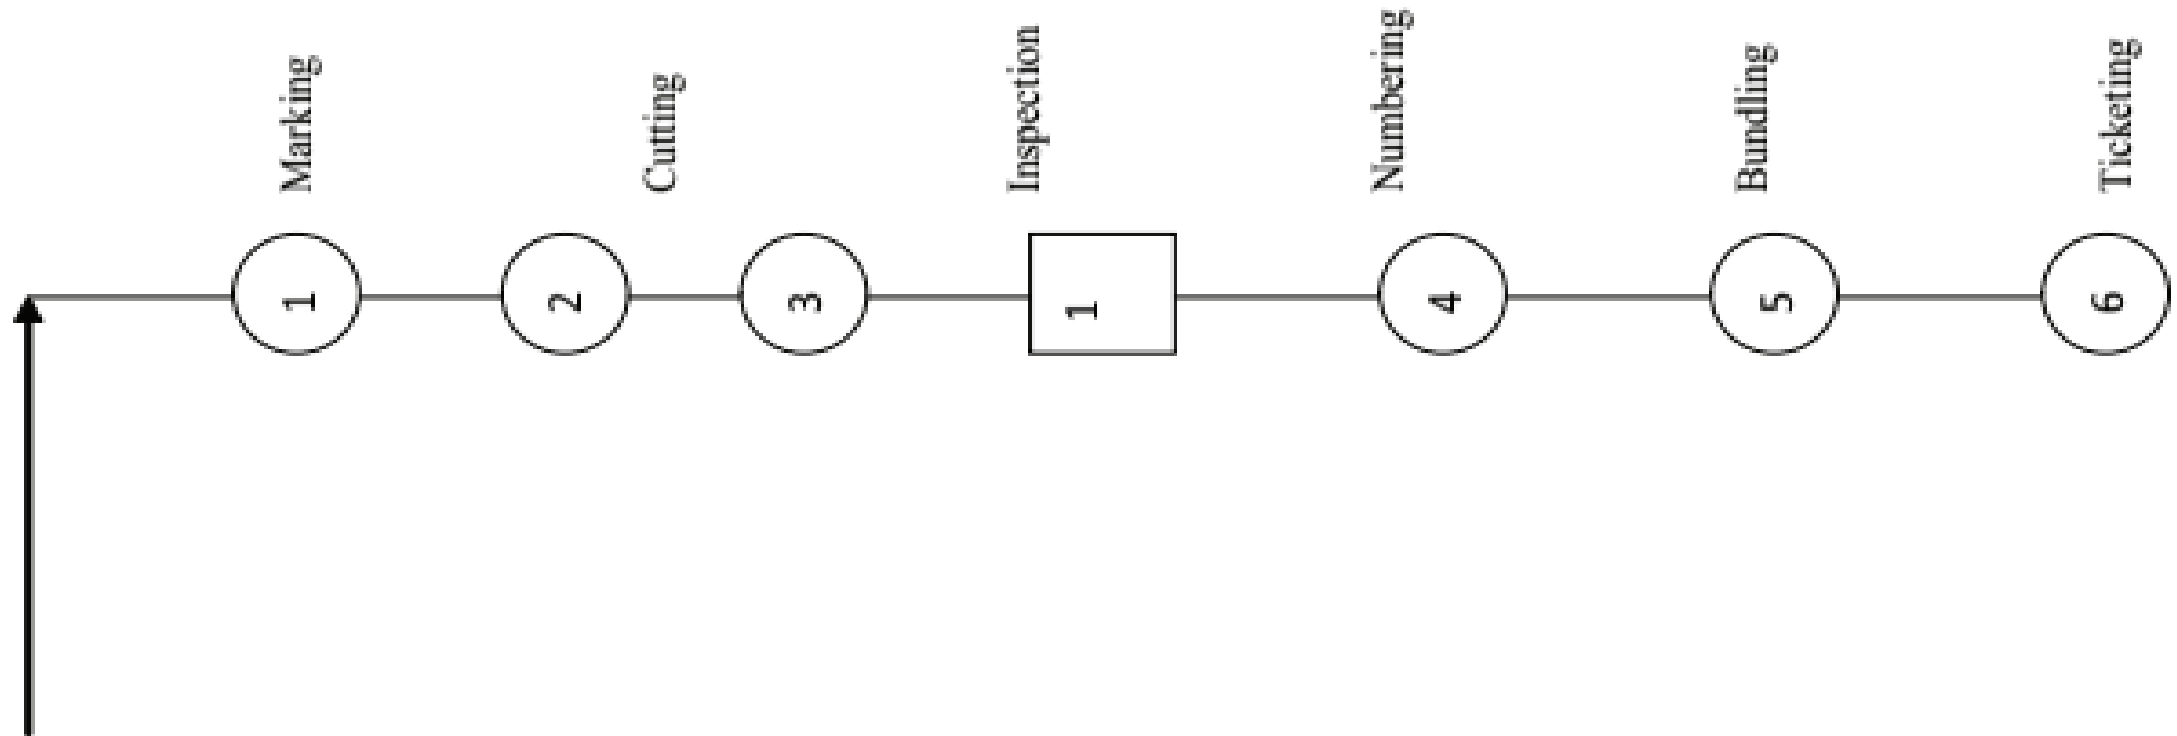 1 Marking
2 Cutting
3
1 Inspection
4 Numbering
5 Bundling
6 Ticketing